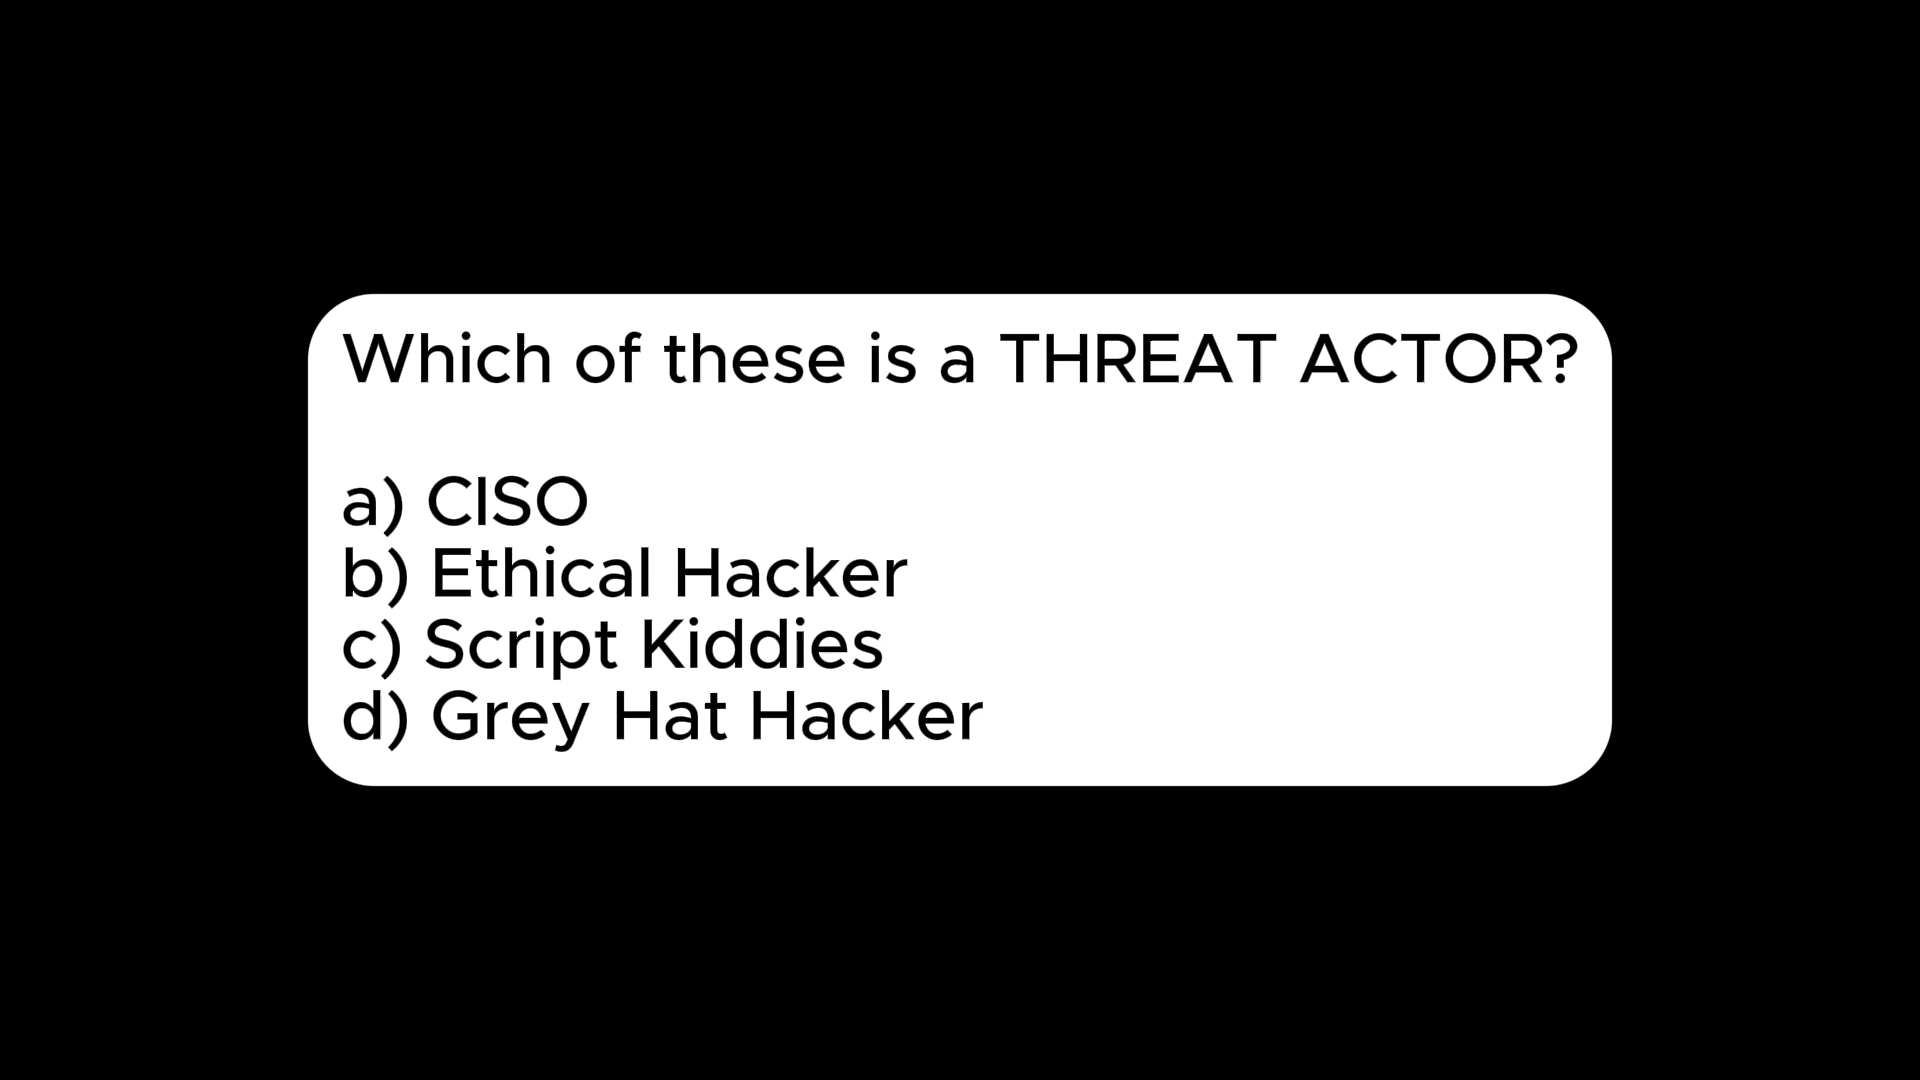 Which of these is a THREAT ACTOR?
a) CISO
b) Ethical Hacker
c) Script Kiddies
d) Grey Hat Hacker